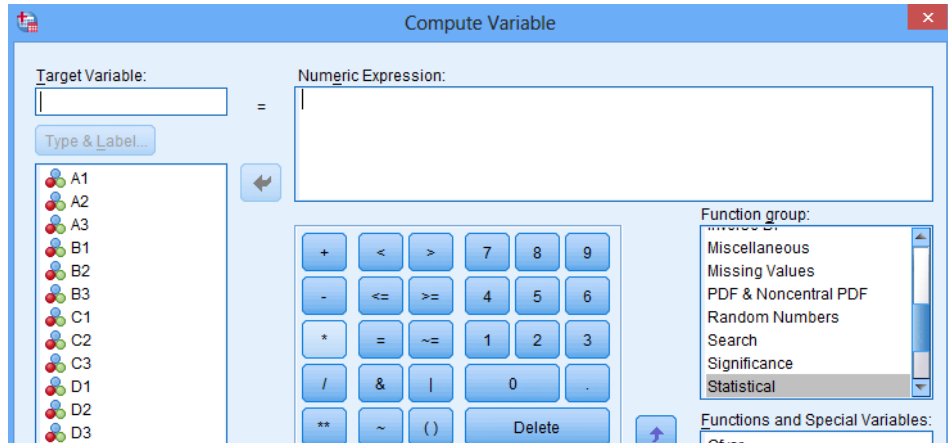 Compute Variable
×
Target Variable:
=
Numeric Expression:
Type & Label...
A1
A2
A3
B1
B2
B3
C1
C2
C3
D1
D2
D3
+ < > 7 8 9
- <= >= 4 5 6
* = ~= 1 2 3
/ & | 0 .
** ~ ( ) Delete
Function group:
Miscellaneous
Missing Values
PDF & Noncentral PDF
Random Numbers
Search
Significance
Statistical
Functions and Special Variables: